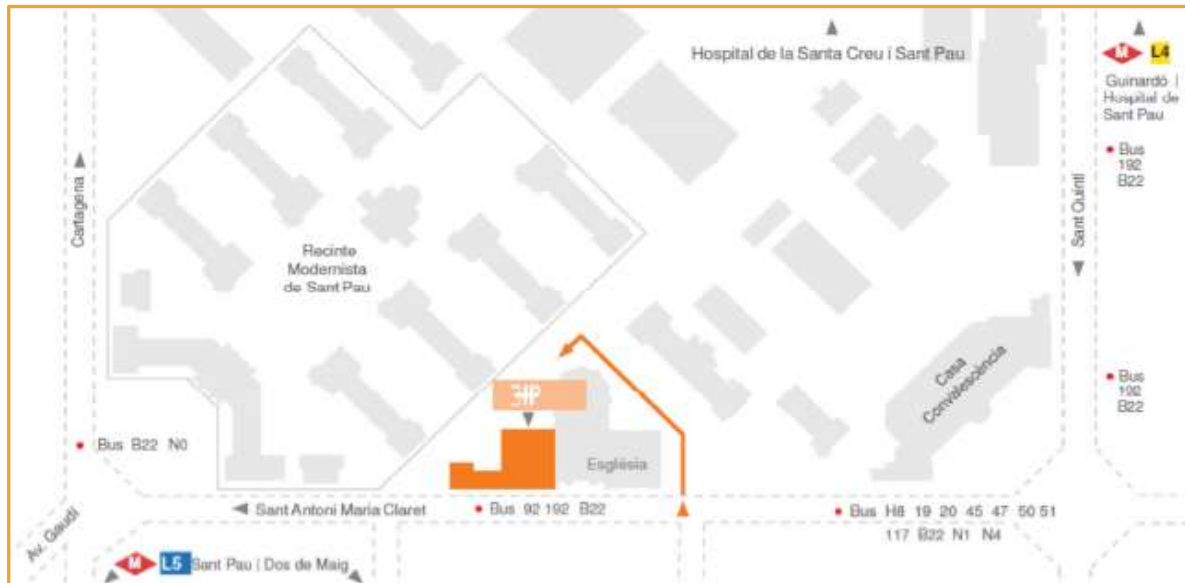 Hospital de la Santa Creu i Sant Pau
M L4
Guinardó |
Hospital de
Sant Pau
Bus
192
B22
Cartagena
Sant Quintí
Recinte
Modernista
de Sant Pau
Casa
Convalescència
Bus
192
B22
Bus B22 N0
Església
Sant Antoni Maria Claret
Bus 92 192 B22
Bus H8 19 20 45 47 50 51
117 B22 N1 N4
Av. Gaudí
M L5 Sant Pau | Dos de Maig